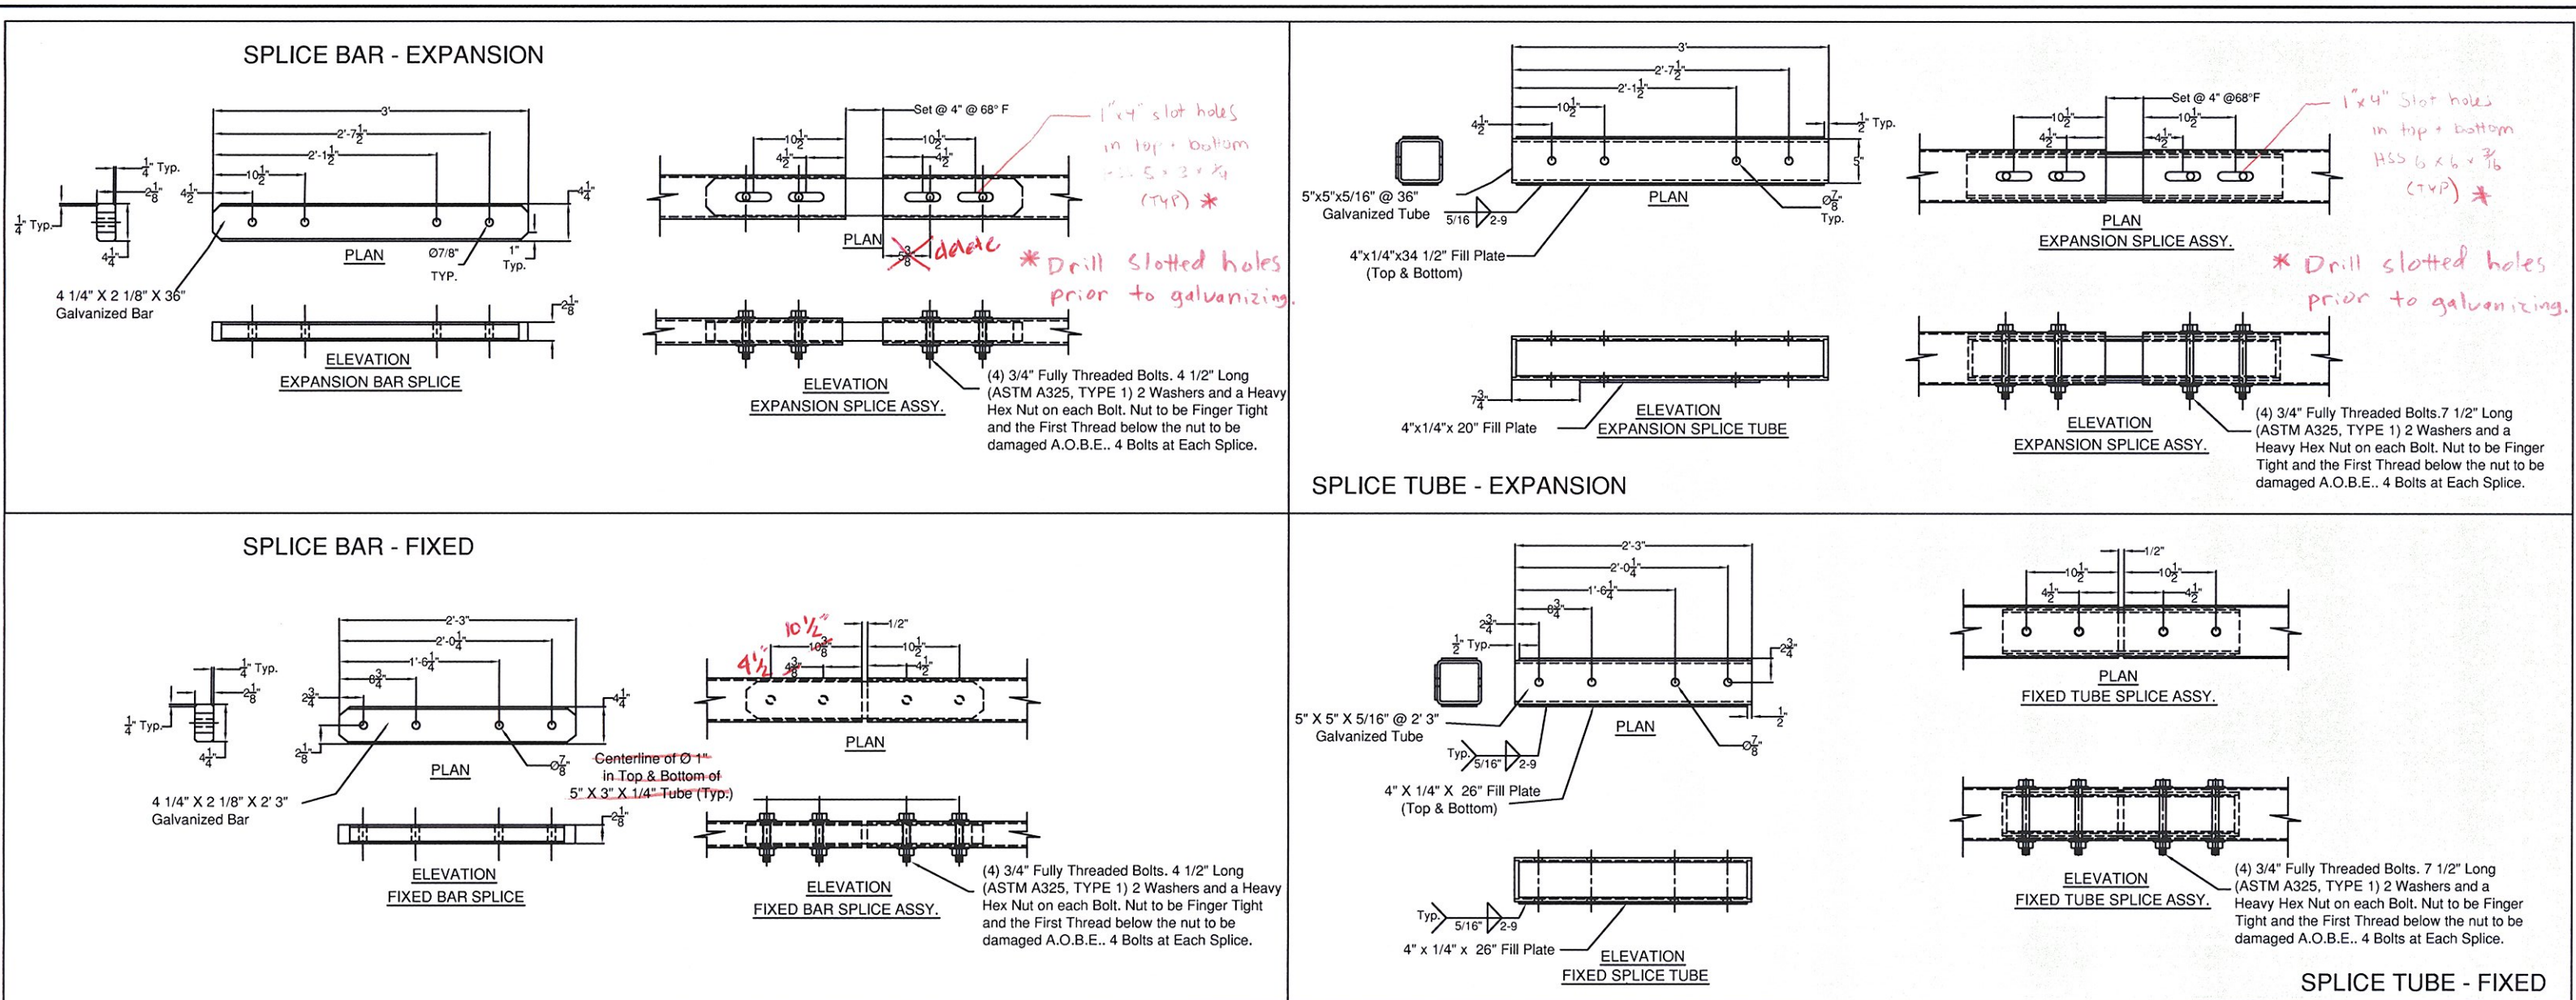 SPLICE BAR - EXPANSION
3'
2'-7 1/2"
2'-1 1/2"
10 1/2"
4 1/2"
1/4" Typ.
2 1/8"
1/4" Typ.
4 1/4"
4 1/4"
PLAN
Ø7/8"
TYP.
1"
Typ.
4 1/4" X 2 1/8" X 36"
Galvanized Bar
2 1/8"
ELEVATION
EXPANSION BAR SPLICE
Set @ 4" @ 68° F
10 1/2"
10 1/2"
4 1/2"
4 1/2"
PLAN
delete
1"x4" slot holes
in top + bottom
(TYP) *
* Drill slotted holes
prior to galvanizing.
ELEVATION
EXPANSION SPLICE ASSY.
(4) 3/4" Fully Threaded Bolts. 4 1/2" Long
(ASTM A325, TYPE 1) 2 Washers and a Heavy
Hex Nut on each Bolt. Nut to be Finger Tight
and the First Thread below the nut to be
damaged A.O.B.E.. 4 Bolts at Each Splice.
3'
2'-7 1/2"
2'-1 1/2"
10 1/2"
4 1/2"
1/2" Typ.
5"
5"x5"x5/16" @ 36"
Galvanized Tube
5/16
2-9
PLAN
Ø7/8"
Typ.
4"x1/4"x34 1/2" Fill Plate
(Top & Bottom)
7 3/4"
4"x1/4"x 20" Fill Plate
ELEVATION
EXPANSION SPLICE TUBE
SPLICE TUBE - EXPANSION
Set @ 4" @68°F
10 1/2"
10 1/2"
4 1/2"
4 1/2"
PLAN
EXPANSION SPLICE ASSY.
1"x4" Slot holes
in top + bottom
HSS 6 x 6 x 3/16
(TYP) *
* Drill slotted holes
prior to galvanizing.
ELEVATION
EXPANSION SPLICE ASSY.
(4) 3/4" Fully Threaded Bolts.7 1/2" Long
(ASTM A325, TYPE 1) 2 Washers and a
Heavy Hex Nut on each Bolt. Nut to be Finger
Tight and the First Thread below the nut to be
damaged A.O.B.E.. 4 Bolts at Each Splice.
SPLICE BAR - FIXED
2'-3"
2'-0 1/4"
1'-6 1/4"
8 3/4"
2 3/4"
1/4" Typ.
2 1/8"
1/4" Typ.
4 1/4"
4 1/4"
2 1/8"
PLAN
Ø7/8"
4 1/4" X 2 1/8" X 2' 3"
Galvanized Bar
2 1/8"
ELEVATION
FIXED BAR SPLICE
Centerline of Ø 1"
in Top & Bottom of
5" X 3" X 1/4" Tube (Typ.)
10 1/2"
4 1/2"
1/2"
10 3/8"
10 1/2"
4 3/8"
4 1/2"
PLAN
ELEVATION
FIXED BAR SPLICE ASSY.
(4) 3/4" Fully Threaded Bolts. 4 1/2" Long
(ASTM A325, TYPE 1) 2 Washers and a Heavy
Hex Nut on each Bolt. Nut to be Finger Tight
and the First Thread below the nut to be
damaged A.O.B.E.. 4 Bolts at Each Splice.
2'-3"
2'-0 1/4"
1'-6 1/4"
8 3/4"
2 3/4"
1/2" Typ.
2 3/4"
1/2"
5" X 5" X 5/16" @ 2' 3"
Galvanized Tube
Typ.
5/16"
2-9
PLAN
Ø7/8"
4" X 1/4" X 26" Fill Plate
(Top & Bottom)
Typ.
5/16"
2-9
4" x 1/4" x 26" Fill Plate
ELEVATION
FIXED SPLICE TUBE
1/2"
10 1/2"
10 1/2"
4 1/2"
4 1/2"
PLAN
FIXED TUBE SPLICE ASSY.
ELEVATION
FIXED TUBE SPLICE ASSY.
(4) 3/4" Fully Threaded Bolts. 7 1/2" Long
(ASTM A325, TYPE 1) 2 Washers and a
Heavy Hex Nut on each Bolt. Nut to be Finger
Tight and the First Thread below the nut to be
damaged A.O.B.E.. 4 Bolts at Each Splice.
SPLICE TUBE - FIXED